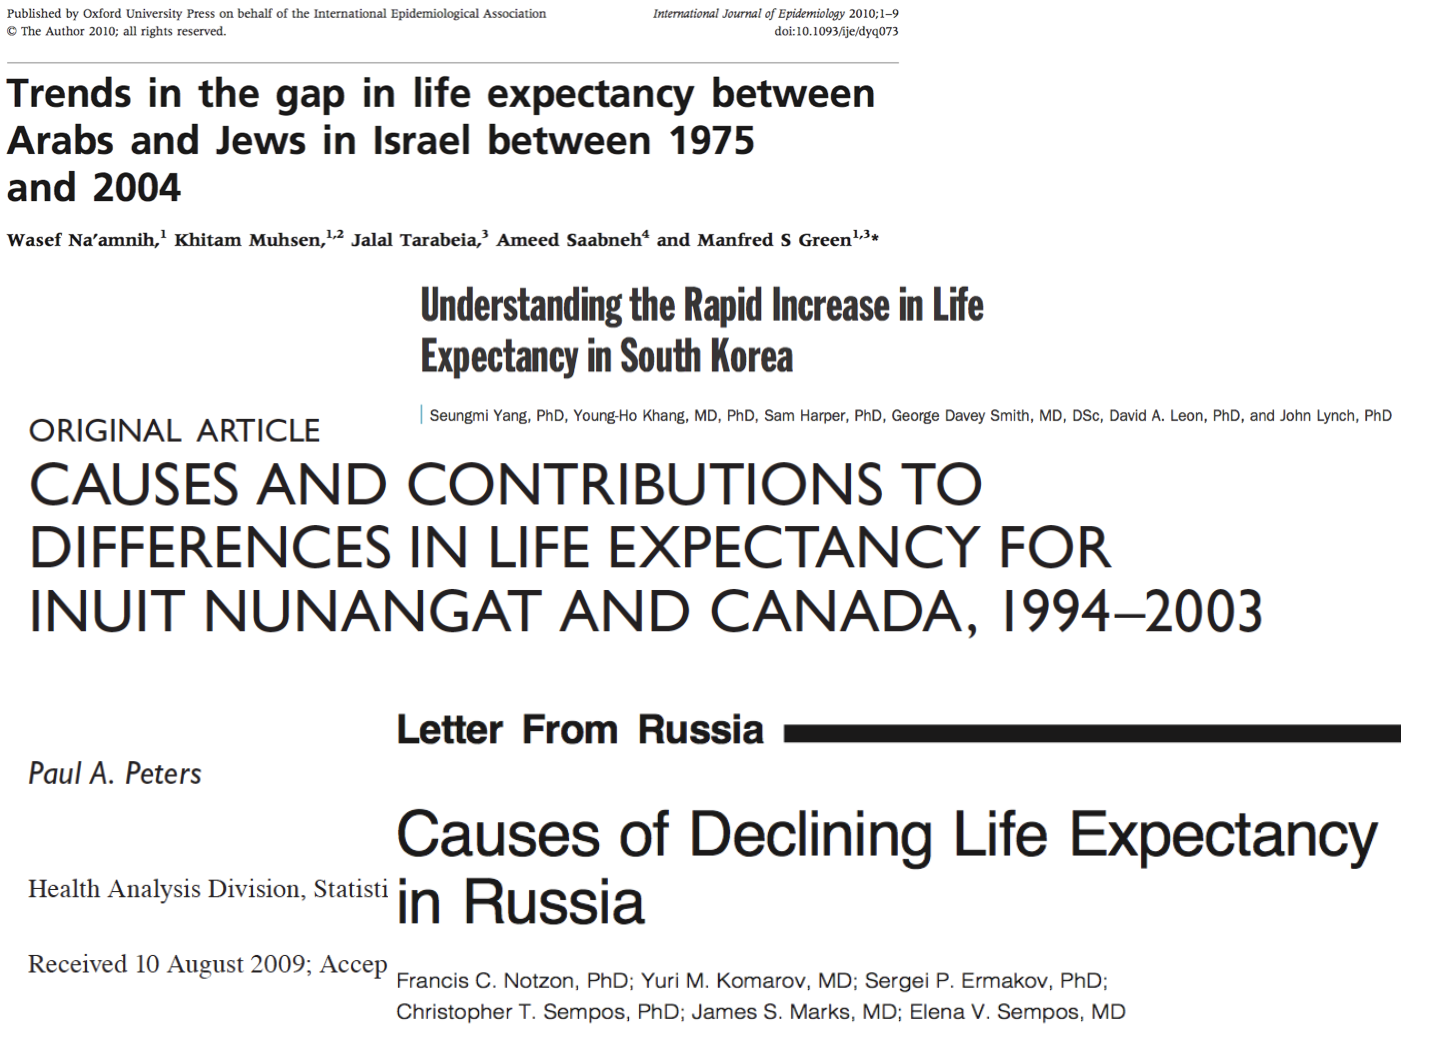 Published by Oxford University Press on behalf of the International Epidemiological Association
International Journal of Epidemiology 2010;1–9
© The Author 2010; all rights reserved.
doi:10.1093/ije/dyq073
Trends in the gap in life expectancy between
Arabs and Jews in Israel between 1975
and 2004
Wasef Na’amnih,1 Khitam Muhsen,1,2 Jalal Tarabeia,3 Ameed Saabneh4 and Manfred S Green1,3*
Understanding the Rapid Increase in Life
Expectancy in South Korea
Seungmi Yang, PhD, Young-Ho Khang, MD, PhD, Sam Harper, PhD, George Davey Smith, MD, DSc, David A. Leon, PhD, and John Lynch, PhD
ORIGINAL ARTICLE
CAUSES AND CONTRIBUTIONS TO
DIFFERENCES IN LIFE EXPECTANCY FOR
INUIT NUNANGAT AND CANADA, 1994–2003
Paul A. Peters
Health Analysis Division, Statisti
Received 10 August 2009; Accep
Letter From Russia
Causes of Declining Life Expectancy
in Russia
Francis C. Notzon, PhD; Yuri M. Komarov, MD; Sergei P. Ermakov, PhD;
Christopher T. Sempos, PhD; James S. Marks, MD; Elena V. Sempos, MD